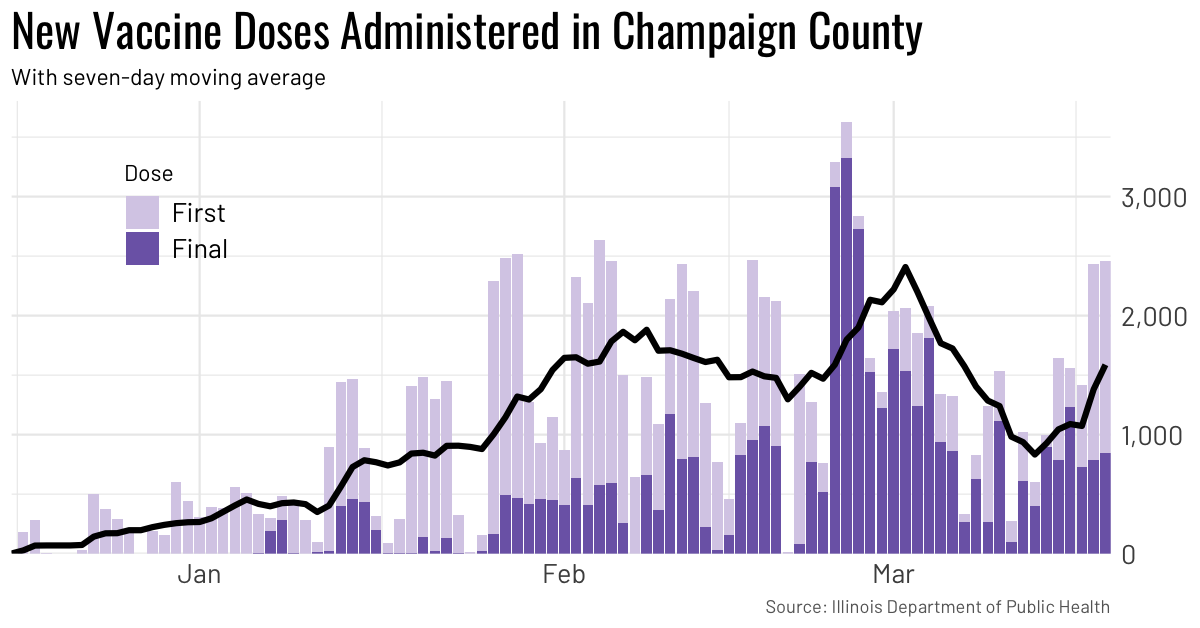 New Vaccine Doses Administered in Champaign County
With seven-day moving average
Dose
First
Final
3,000
2,000
1,000
0
Jan Feb Mar
Source: Illinois Department of Public Health